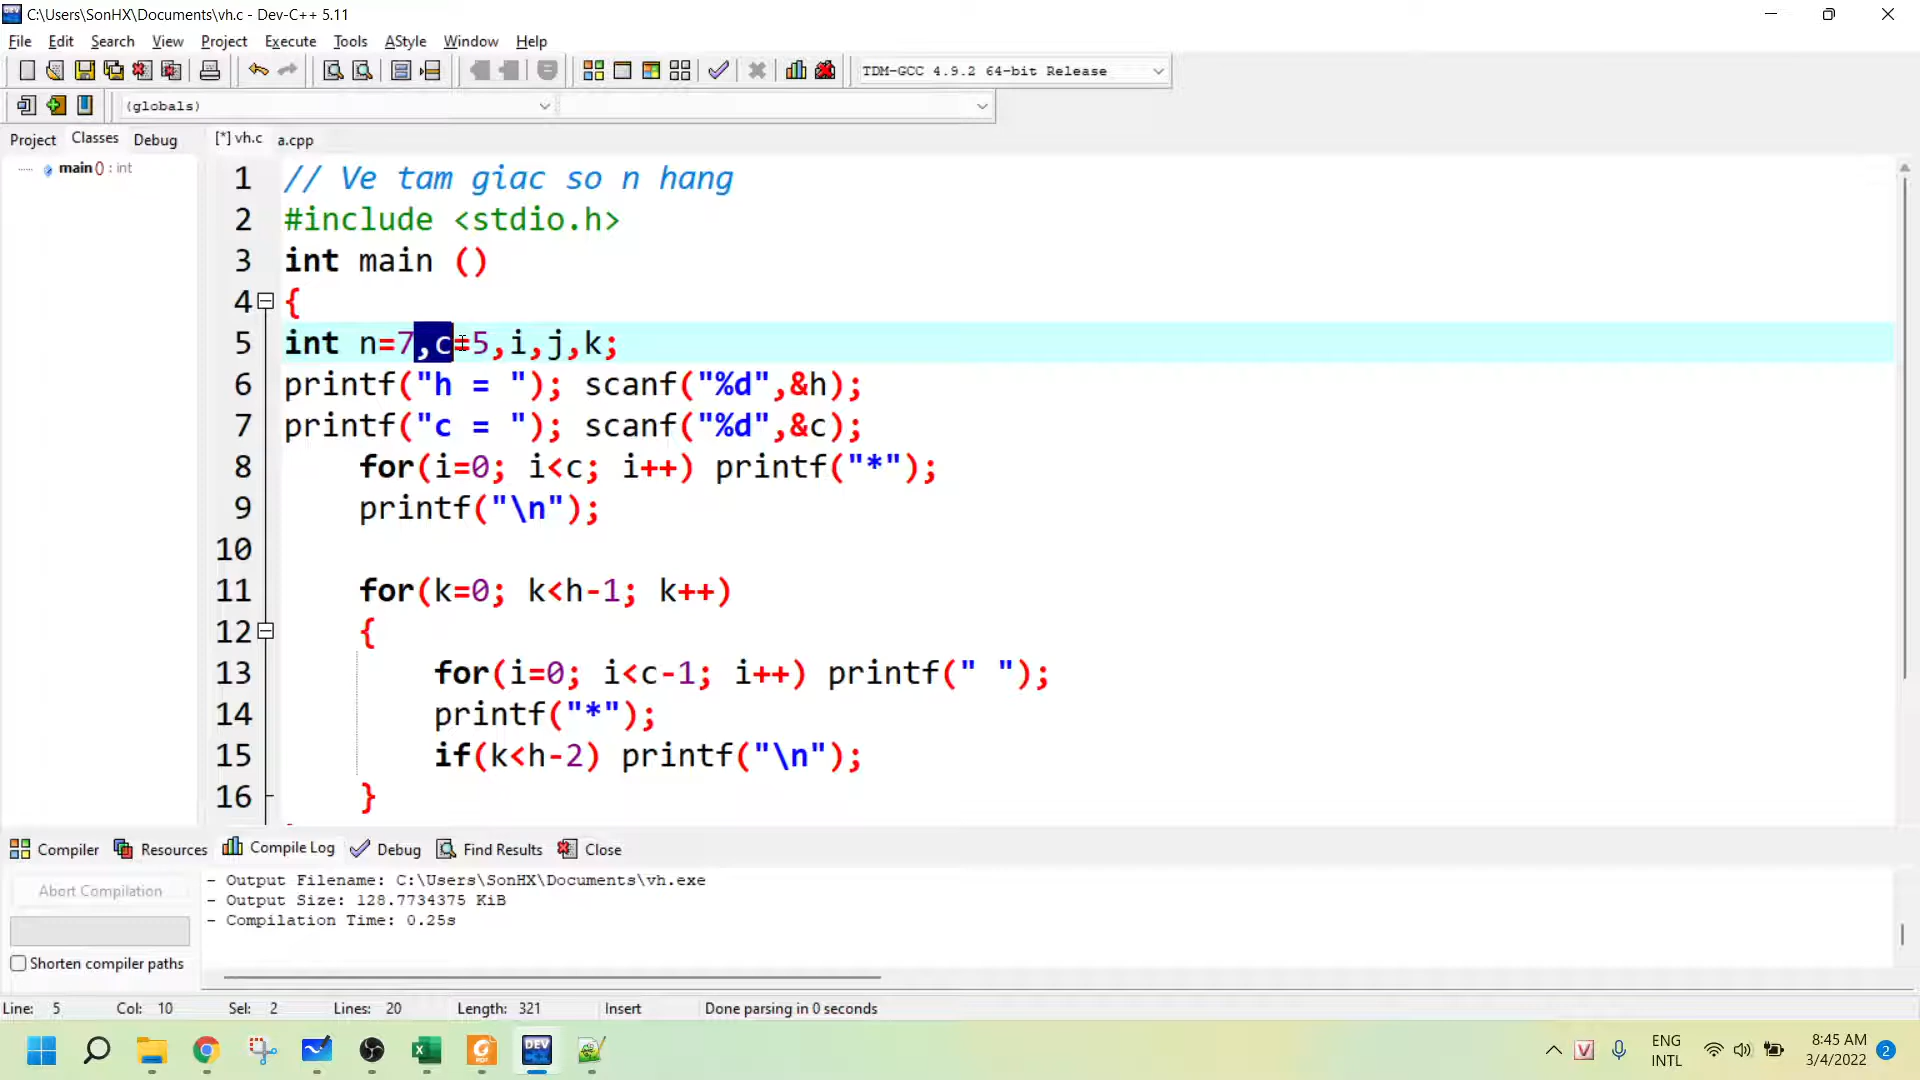 C:\Users\SonHX\Documents\vh.c - Dev-C++ 5.11
File Edit Search View Project Execute Tools AStyle Window Help
TDM-GCC 4.9.2 64-bit Release
(globals)
Project Classes Debug [*] vh.c a.cpp
main () : int
1 // Ve tam giac so n hang
2 #include <stdio.h>
3 int main ()
4 {
5 int n=7,c=5,i,j,k;
6 printf("h = "); scanf("%d",&h);
7 printf("c = "); scanf("%d",&c);
8 for(i=0; i<c; i++) printf("*");
9 printf("\n");
10
11 for(k=0; k<h-1; k++)
12 {
13 for(i=0; i<c-1; i++) printf(" ");
14 printf("*");
15 if(k<h-2) printf("\n");
16 }
Compiler Resources Compile Log Debug Find Results Close
Abort Compilation
Shorten compiler paths
- Output Filename: C:\Users\SonHX\Documents\vh.exe
- Output Size: 128.7734375 KiB
- Compilation Time: 0.25s
Line: 5 Col: 10 Sel: 2 Lines: 20 Length: 321 Insert Done parsing in 0 seconds
DEV
ENG
INTL
8:45 AM
3/4/2022
2